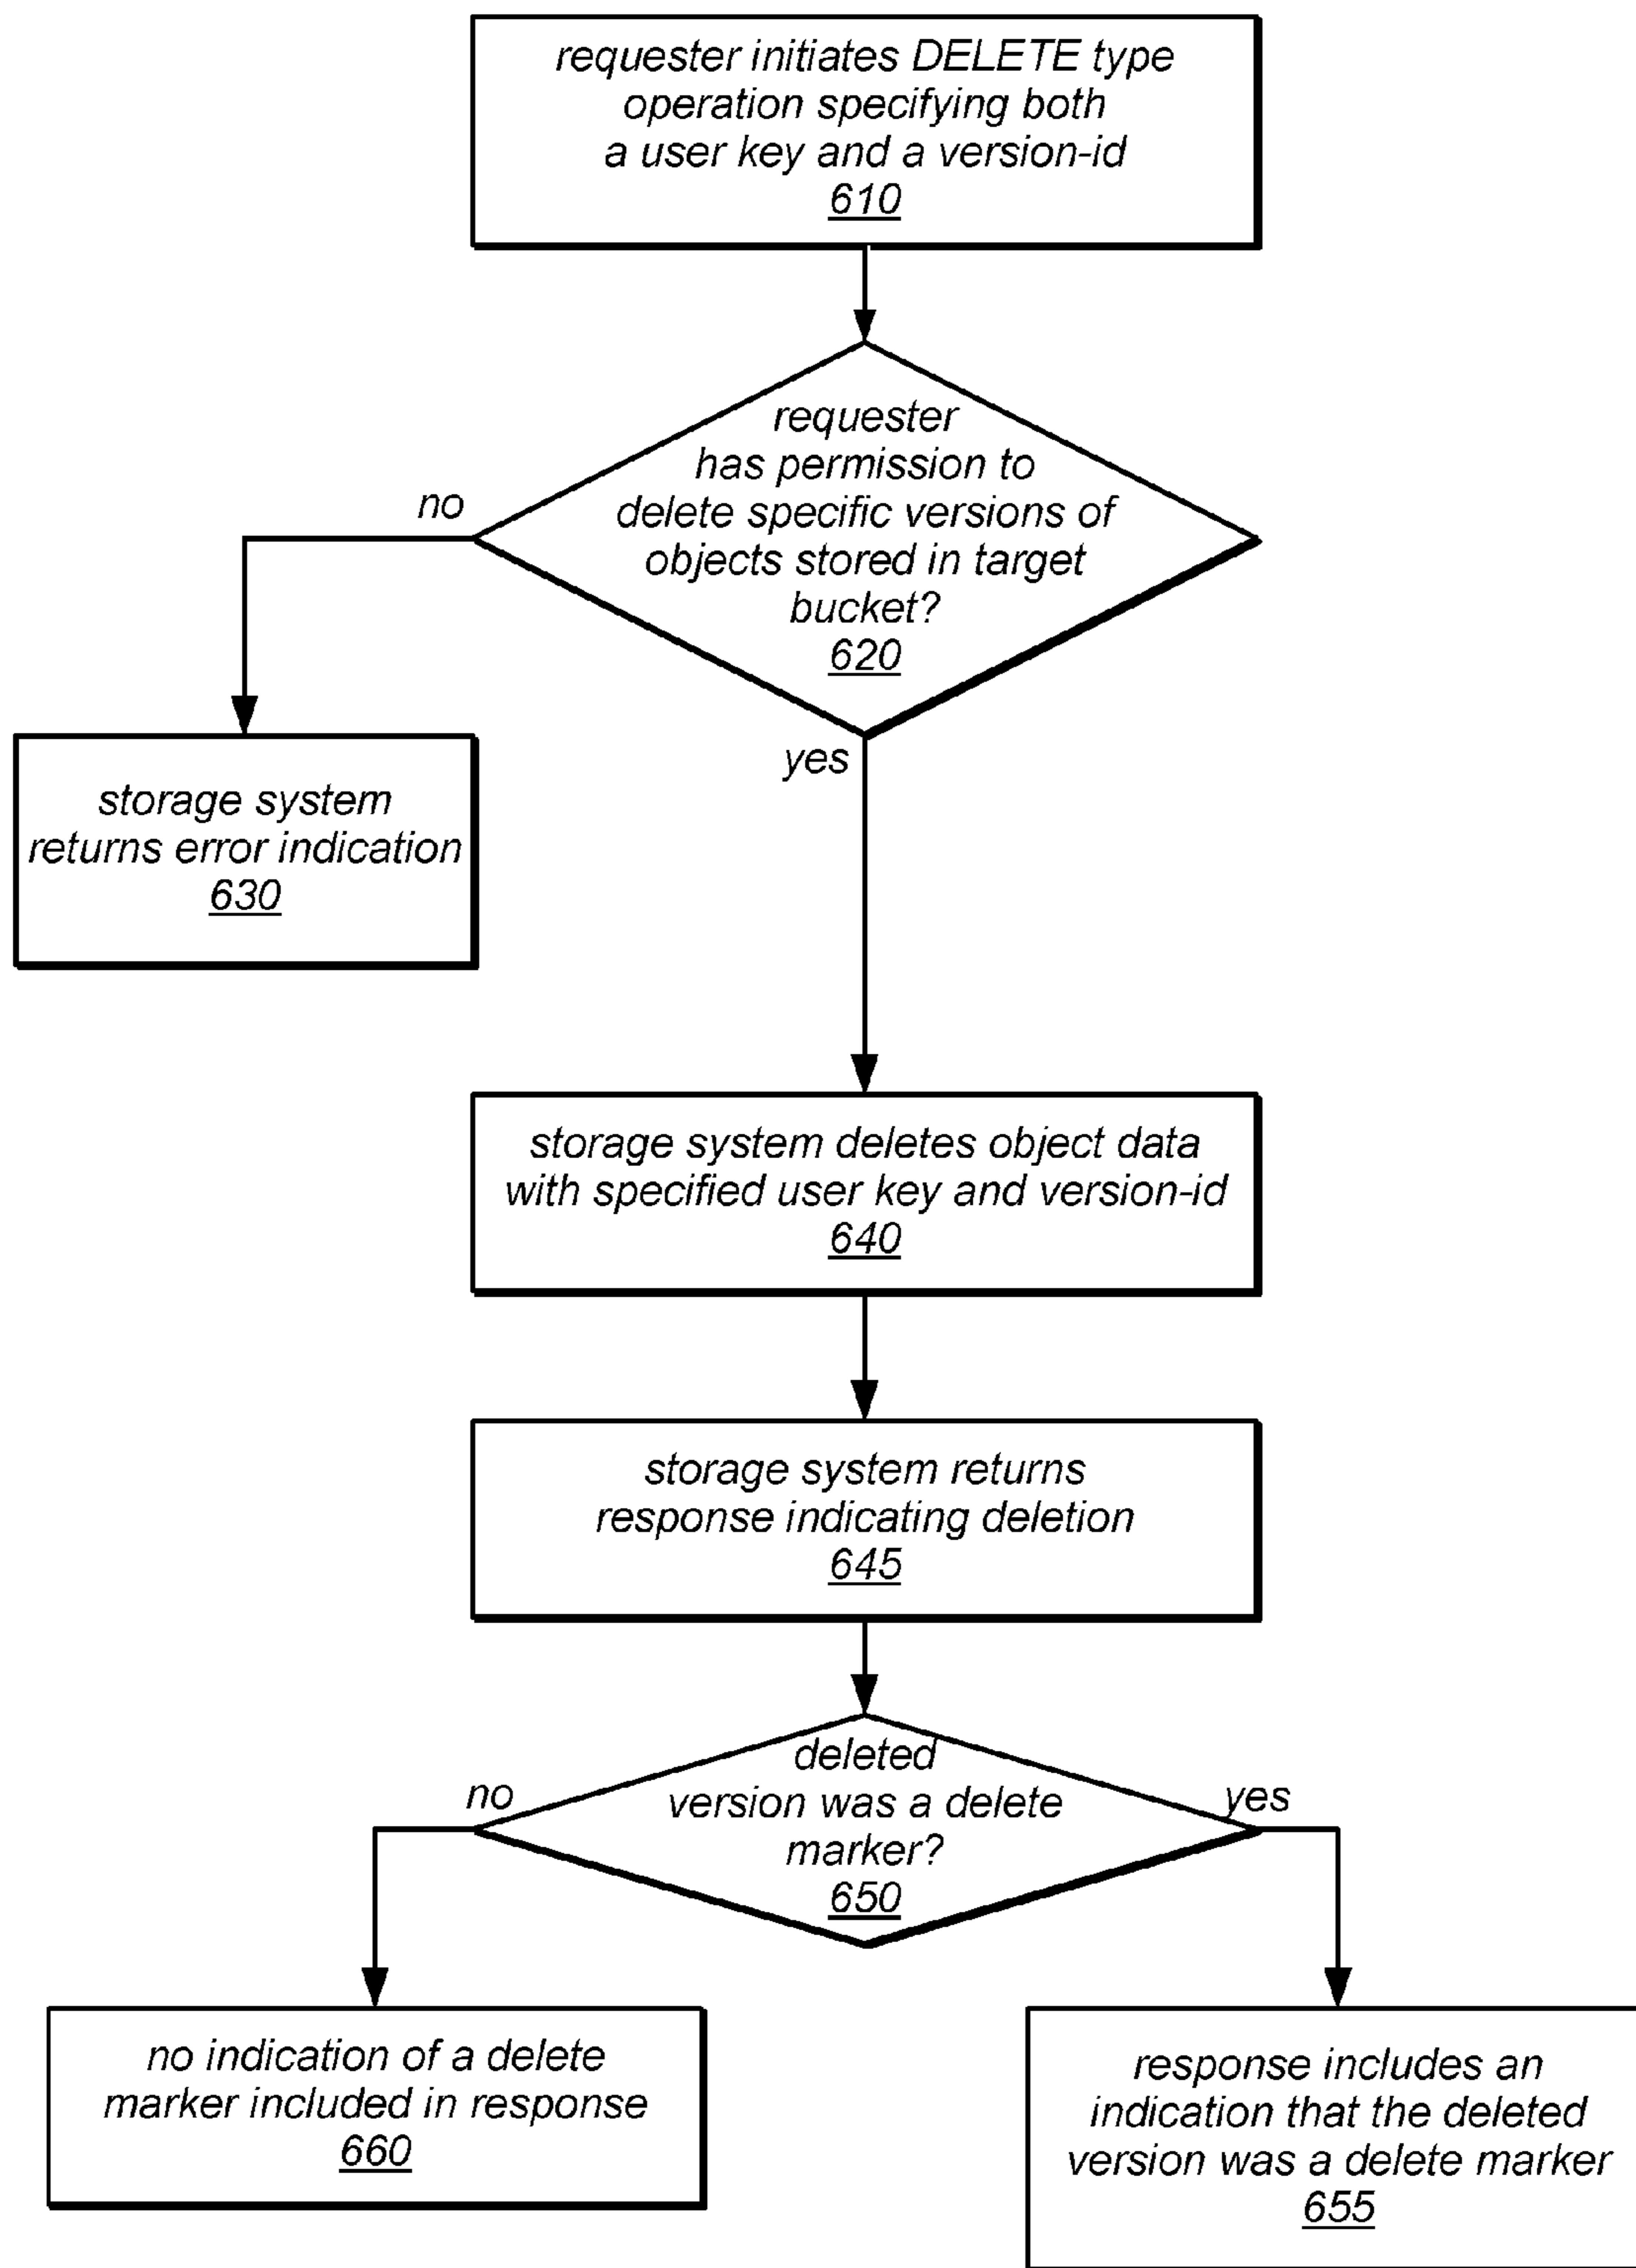 requester initiates DELETE type
operation specifying both
a user key and a version-id
610
requester
has permission to
delete specific versions of
objects stored in target
bucket?
620
no
yes
storage system
returns error indication
630
storage system deletes object data
with specified user key and version-id
640
storage system returns
response indicating deletion
645
deleted
version was a delete
marker?
650
no
yes
no indication of a delete
marker included in response
660
response includes an
indication that the deleted
version was a delete marker
655